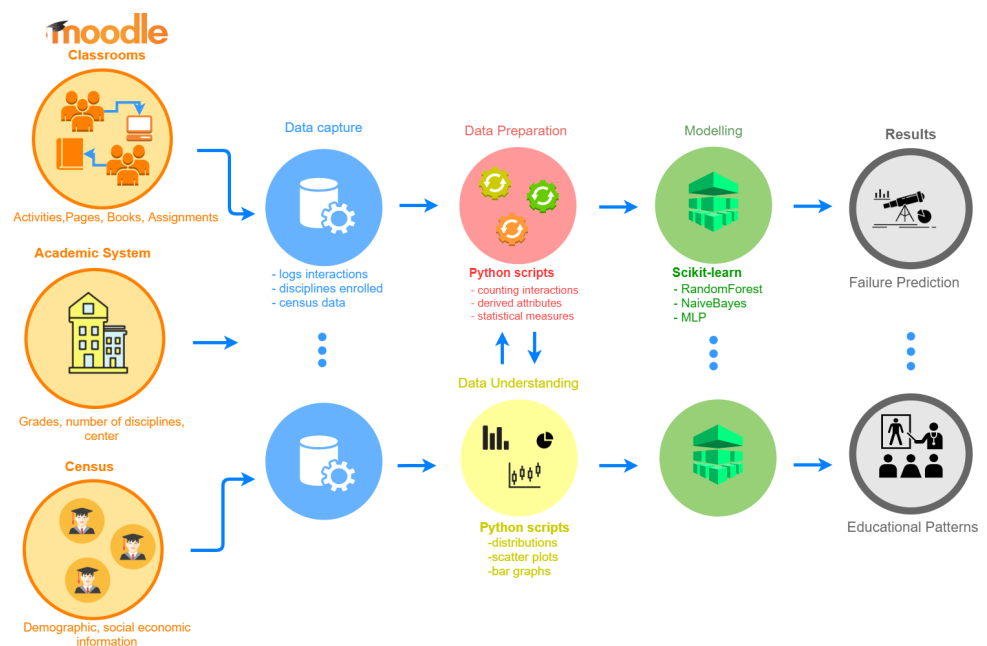 moodle
Classrooms
Activities,Pages, Books, Assignments
Academic System
Grades, number of disciplines,
center
Census
Demographic, social economic
information
Data capture
- logs interactions
- disciplines enrolled
- census data
Data Preparation
Python scripts
- counting interactions
- derived attributes
- statistical measures
Data Understanding
Python scripts
-distributions
-scatter plots
-bar graphs
Modelling
Scikit-learn
- RandomForest
- NaiveBayes
- MLP
Results
Failure Prediction
Educational Patterns